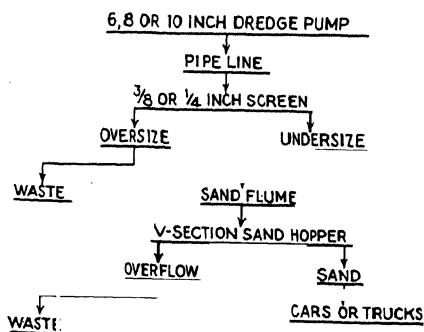 6,8 OR 10 INCH DREDGE PUMP
PIPE LINE
3/8 OR 1/4 INCH SCREEN
OVERSIZE
UNDERSIZE
WASTE
SAND FLUME
V-SECTION SAND HOPPER
OVERFLOW
SAND
CARS OR TRUCKS
WASTE